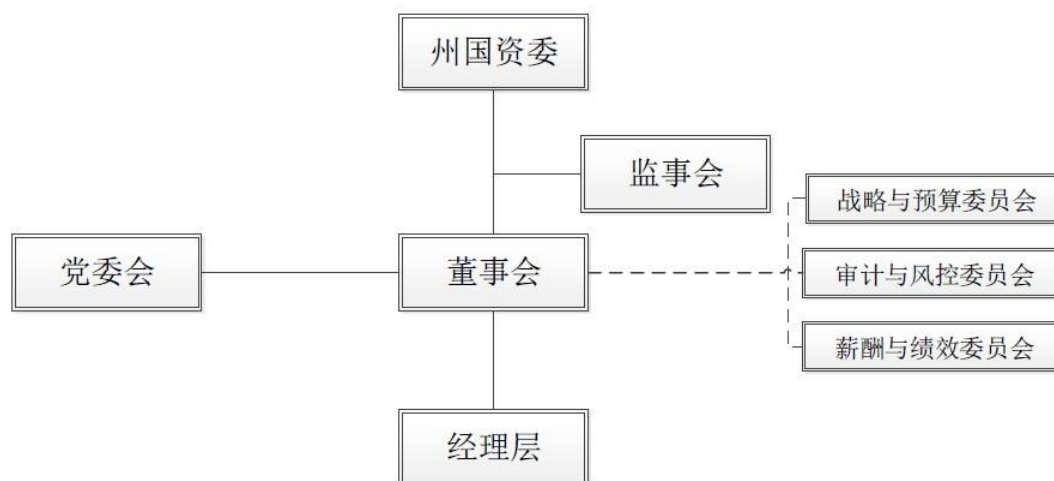 州国资委
监事会
战略与预算委员会
党委会
董事会
审计与风控委员会
薪酬与绩效委员会
经理层